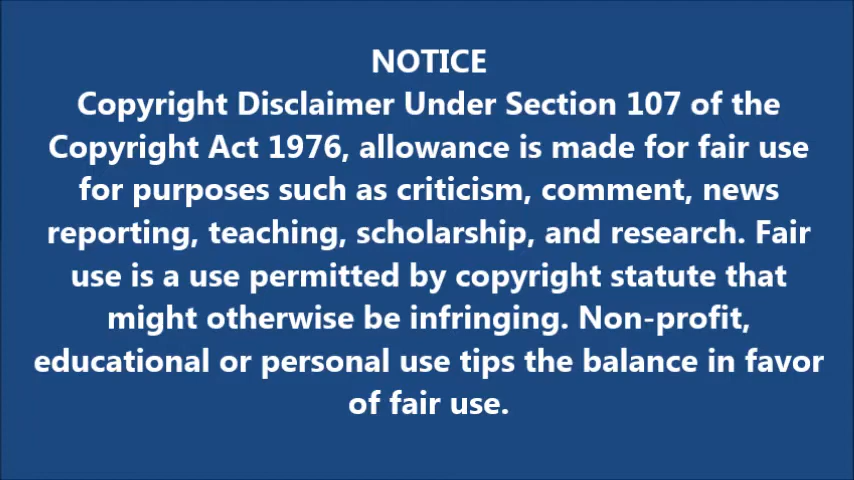 NOTICE
Copyright Disclaimer Under Section 107 of the
Copyright Act 1976, allowance is made for fair use
for purposes such as criticism, comment, news
reporting, teaching, scholarship, and research. Fair
use is a use permitted by copyright statute that
might otherwise be infringing. Non-profit,
educational or personal use tips the balance in favor
of fair use.